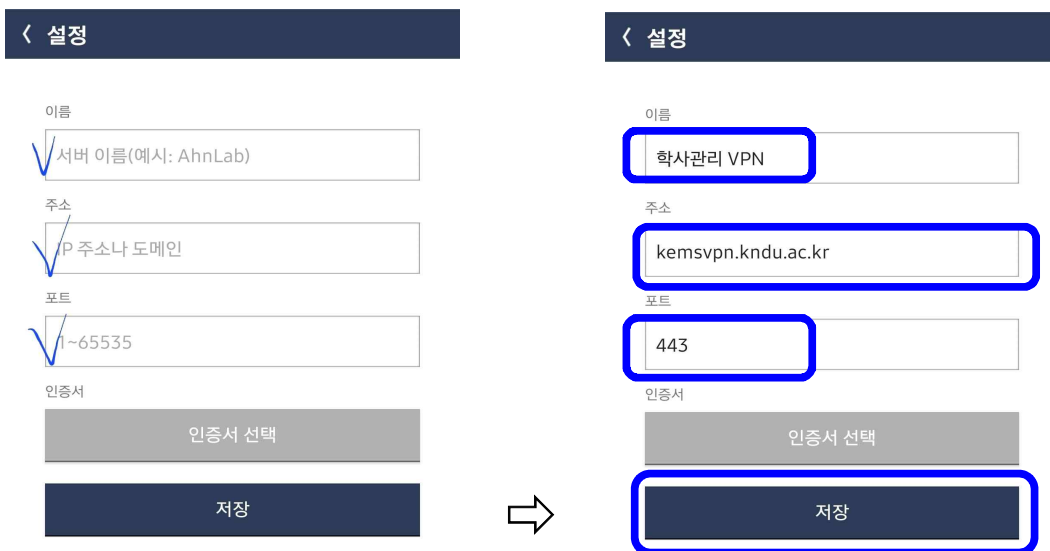 설정
이름
서버 이름(예시: AhnLab)
주소
IP 주소나 도메인
포트
1~65535
인증서
인증서 선택
저장
설정
이름
학사관리 VPN
주소
kemsvpn.kndu.ac.kr
포트
443
인증서
인증서 선택
저장